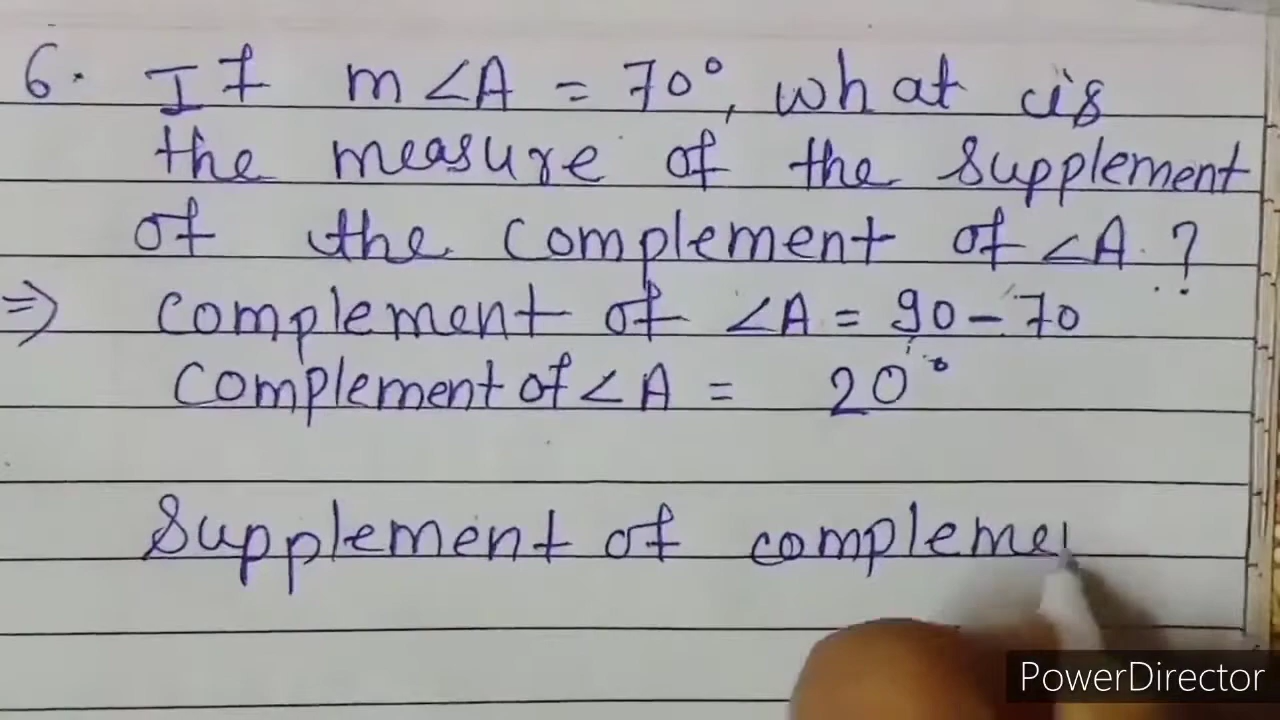 6. If m∠A = 70°, what is
the measure of the supplement
of the complement of ∠A.?
⇒ complement of ∠A = 90 - 70
Complement of ∠A = 20°
Supplement of compleme
PowerDirector